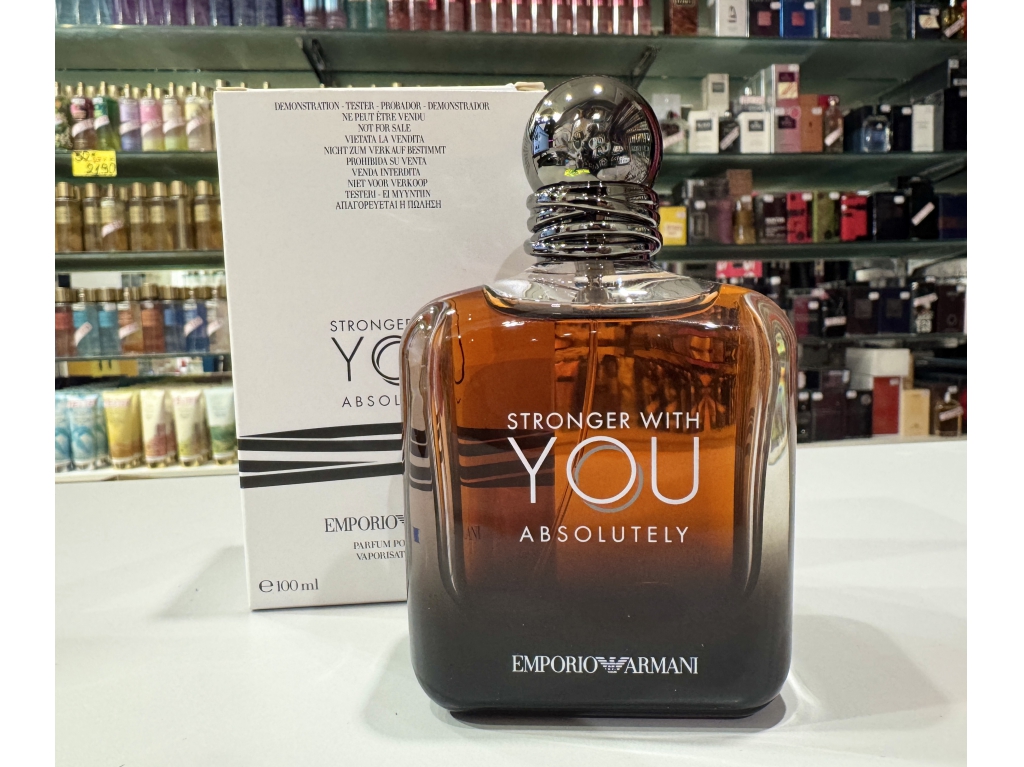 DEMONSTRATION - TESTER - PROBADOR - DEMONSTRADOR
NE PEUT ÊTRE VENDU
NOT FOR SALE
VIETATA LA VENDITA
NICHT ZUM VERKAUF BESTIMMT
PROHIBIDA SU VENTA
VENDA INTERDITA
NIET VOOR VERKOOP
TESTERI - EI MYYNTIIN
ΑΠΑΓΟΡΕΥΕΤΑΙ Η ΠΩΛΗΣΗ
STRONGER
YO
ABSOL
EMPORIO
PARFUM PO
VAPORISAT
e 100 ml
STRONGER WITH
YOU
ABSOLUTELY
EMPORIO ARMANI